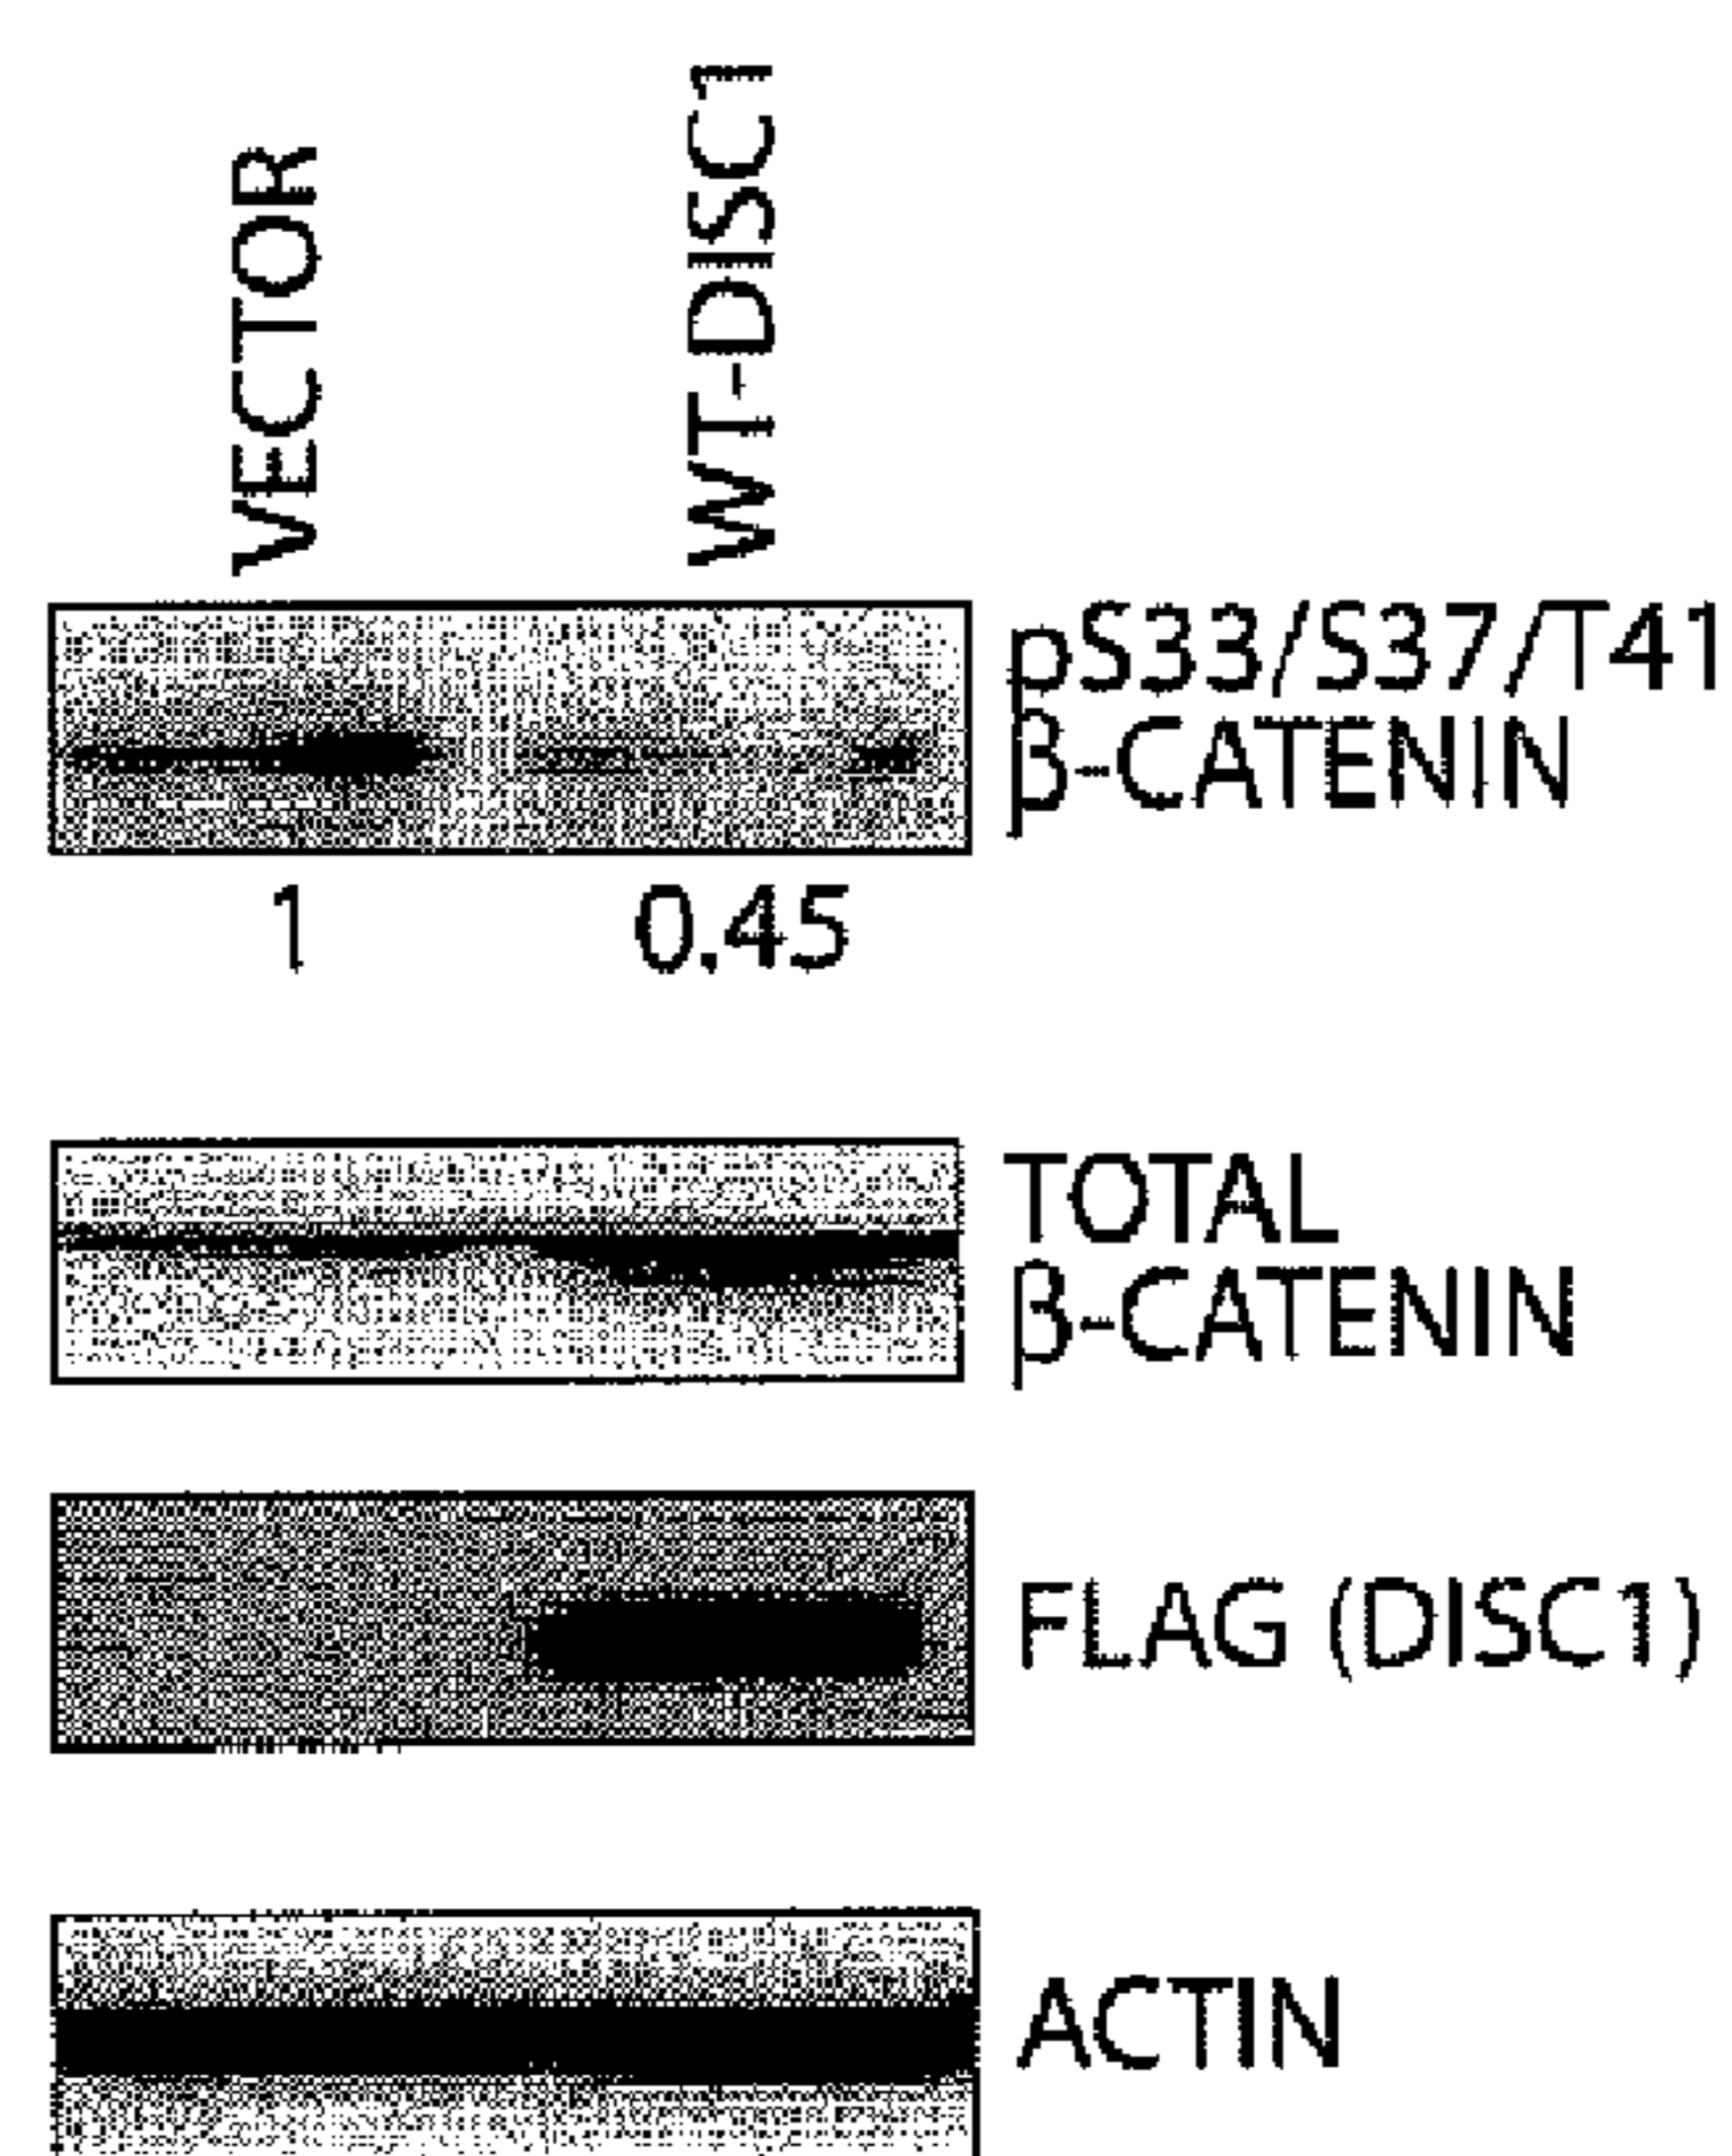 VECTOR
WT-DISC1
pS33/S37/T41
β-CATENIN
1
0.45
TOTAL
β-CATENIN
FLAG (DISC1)
ACTIN